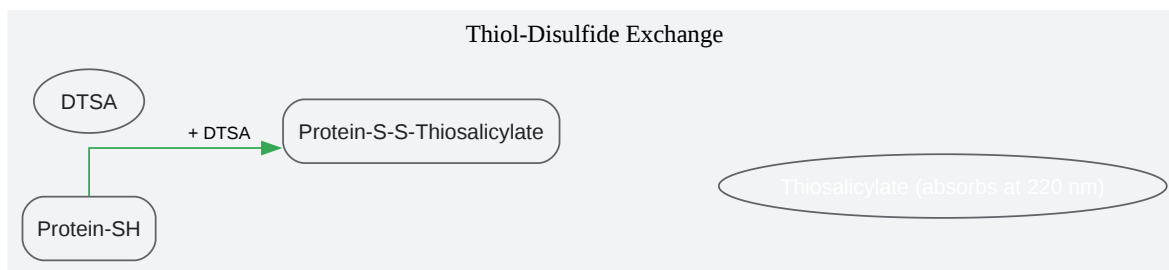 Thiol-Disulfide Exchange
DTSA
+ DTSA
Protein-S-S-Thiosalicylate
Thiosalicylate (absorbs at 220 nm)
Protein-SH